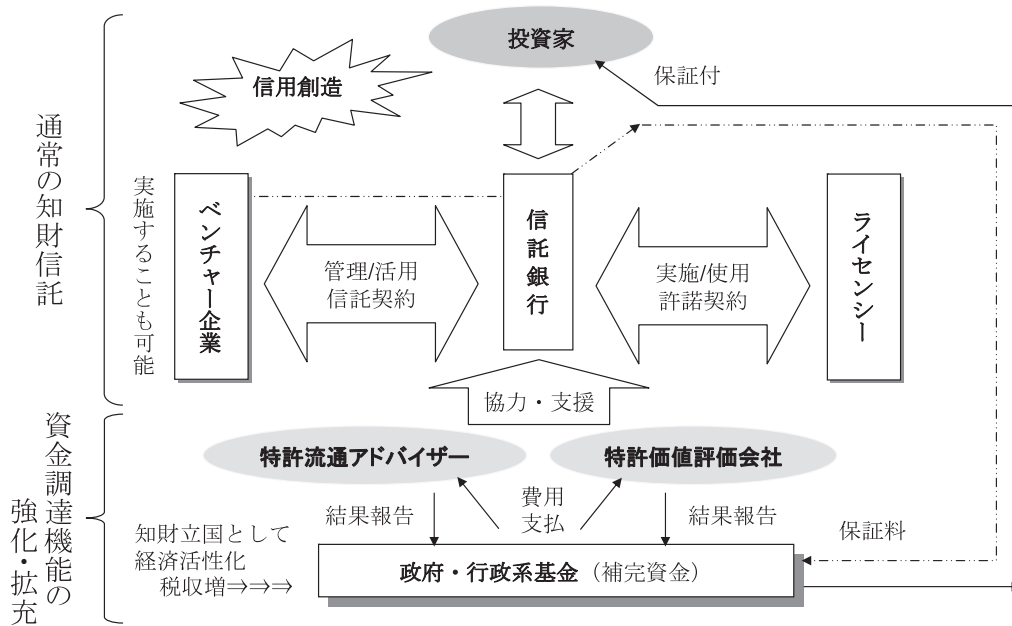 通常の知財信託
投資家
信用創造
保証付
実施することも可能
ベンチャー企業
管理/活用
信託契約
信託銀行
実施/使用
許諾契約
ライセンシー
協力・支援
資金調達機能の
強化・拡充
特許流通アドバイザー
特許価値評価会社
結果報告
費用
支払
結果報告
保証料
知財立国として
経済活性化
税収増⇒⇒⇒
政府・行政系基金（補完資金）